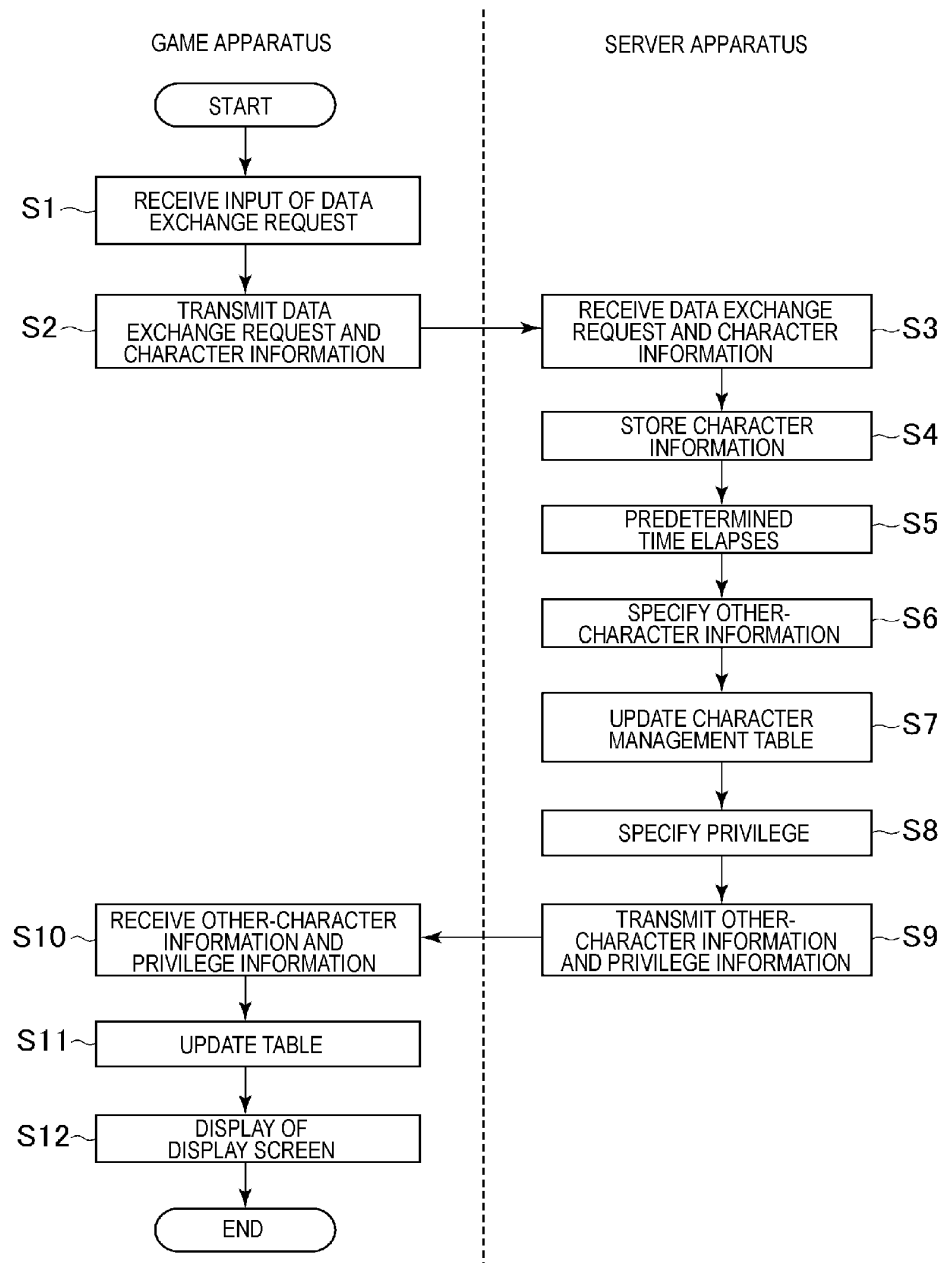 GAME APPARATUS
SERVER APPARATUS
START
S1
RECEIVE INPUT OF DATA
EXCHANGE REQUEST
S2
TRANSMIT DATA
EXCHANGE REQUEST AND
CHARACTER INFORMATION
RECEIVE DATA EXCHANGE
REQUEST AND CHARACTER
INFORMATION
S3
STORE CHARACTER
INFORMATION
S4
PREDETERMINED
TIME ELAPSES
S5
SPECIFY OTHER-
CHARACTER INFORMATION
S6
UPDATE CHARACTER
MANAGEMENT TABLE
S7
SPECIFY PRIVILEGE
S8
TRANSMIT OTHER-
CHARACTER INFORMATION
AND PRIVILEGE INFORMATION
S9
S10
RECEIVE OTHER-CHARACTER
INFORMATION AND
PRIVILEGE INFORMATION
S11
UPDATE TABLE
S12
DISPLAY OF
DISPLAY SCREEN
END